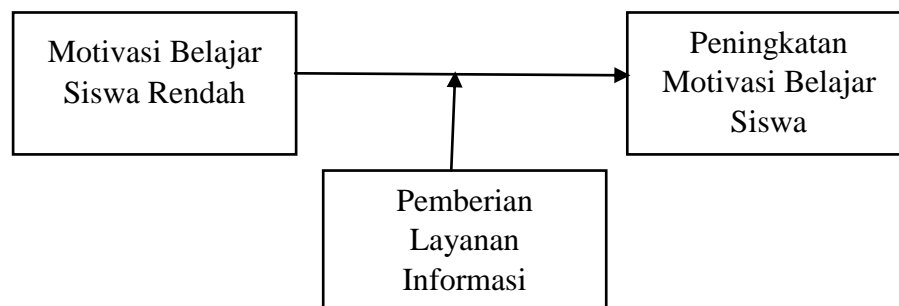 Motivasi Belajar
Siswa Rendah
Peningkatan
Motivasi Belajar
Siswa
Pemberian
Layanan
Informasi